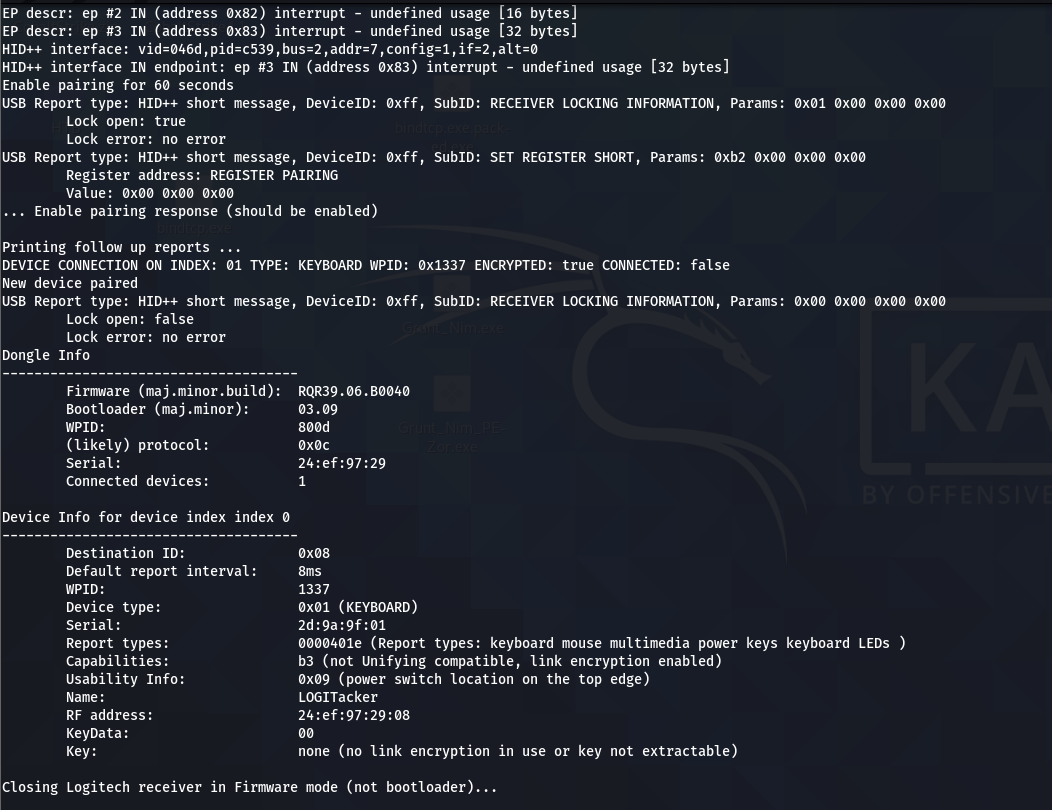 EP descr: ep #2 IN (address 0x82) interrupt - undefined usage [16 bytes]
EP descr: ep #3 IN (address 0x83) interrupt - undefined usage [32 bytes]
HID++ interface: vid=046d,pid=c539,bus=2,addr=7,config=1,if=2,alt=0
HID++ interface IN endpoint: ep #3 IN (address 0x83) interrupt - undefined usage [32 bytes]
Enable pairing for 60 seconds
USB Report type: HID++ short message, DeviceID: 0xff, SubID: RECEIVER LOCKING INFORMATION, Params: 0x01 0x00 0x00 0x00
Lock open: true
Lock error: no error
USB Report type: HID++ short message, DeviceID: 0xff, SubID: SET REGISTER SHORT, Params: 0xb2 0x00 0x00 0x00
Register address: REGISTER PAIRING
Value: 0x00 0x00 0x00
... Enable pairing response (should be enabled)
Printing follow up reports ...
DEVICE CONNECTION ON INDEX: 01 TYPE: KEYBOARD WPID: 0x1337 ENCRYPTED: true CONNECTED: false
New device paired
USB Report type: HID++ short message, DeviceID: 0xff, SubID: RECEIVER LOCKING INFORMATION, Params: 0x00 0x00 0x00 0x00
Lock open: false
Lock error: no error
Dongle Info
-------------------------------------
Firmware (maj.minor.build):  RQR39.06.B0040
Bootloader (maj.minor):      03.09
WPID:                        800d
(likely) protocol:           0x0c
Serial:                      24:ef:97:29
Connected devices:           1
Device Info for device index index 0
-------------------------------------
Destination ID:              0x08
Default report interval:     8ms
WPID:                        1337
Device type:                 0x01 (KEYBOARD)
Serial:                      2d:9a:9f:01
Report types:                0000401e (Report types: keyboard mouse multimedia power keys keyboard LEDs )
Capabilities:                b3 (not Unifying compatible, link encryption enabled)
Usability Info:              0x09 (power switch location on the top edge)
Name:                        LOGITacker
RF address:                  24:ef:97:29:08
KeyData:                     00
Key:                         none (no link encryption in use or key not extractable)
Closing Logitech receiver in Firmware mode (not bootloader)...
KA
BY OFFENSIVE